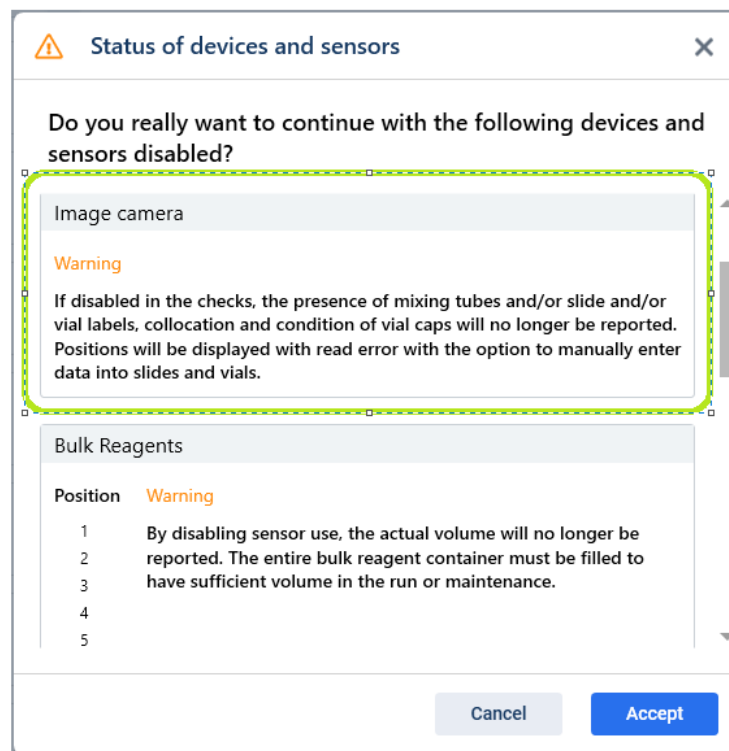 Status of devices and sensors
Do you really want to continue with the following devices and
sensors disabled?
Image camera
Warning
If disabled in the checks, the presence of mixing tubes and/or slide and/or
vial labels, collocation and condition of vial caps will no longer be reported.
Positions will be displayed with read error with the option to manually enter
data into slides and vials.
Bulk Reagents
Position Warning
1
By disabling sensor use, the actual volume will no longer be
2
reported. The entire bulk reagent container must be filled to
3
have sufficient volume in the run or maintenance.
4
5
Cancel Accept